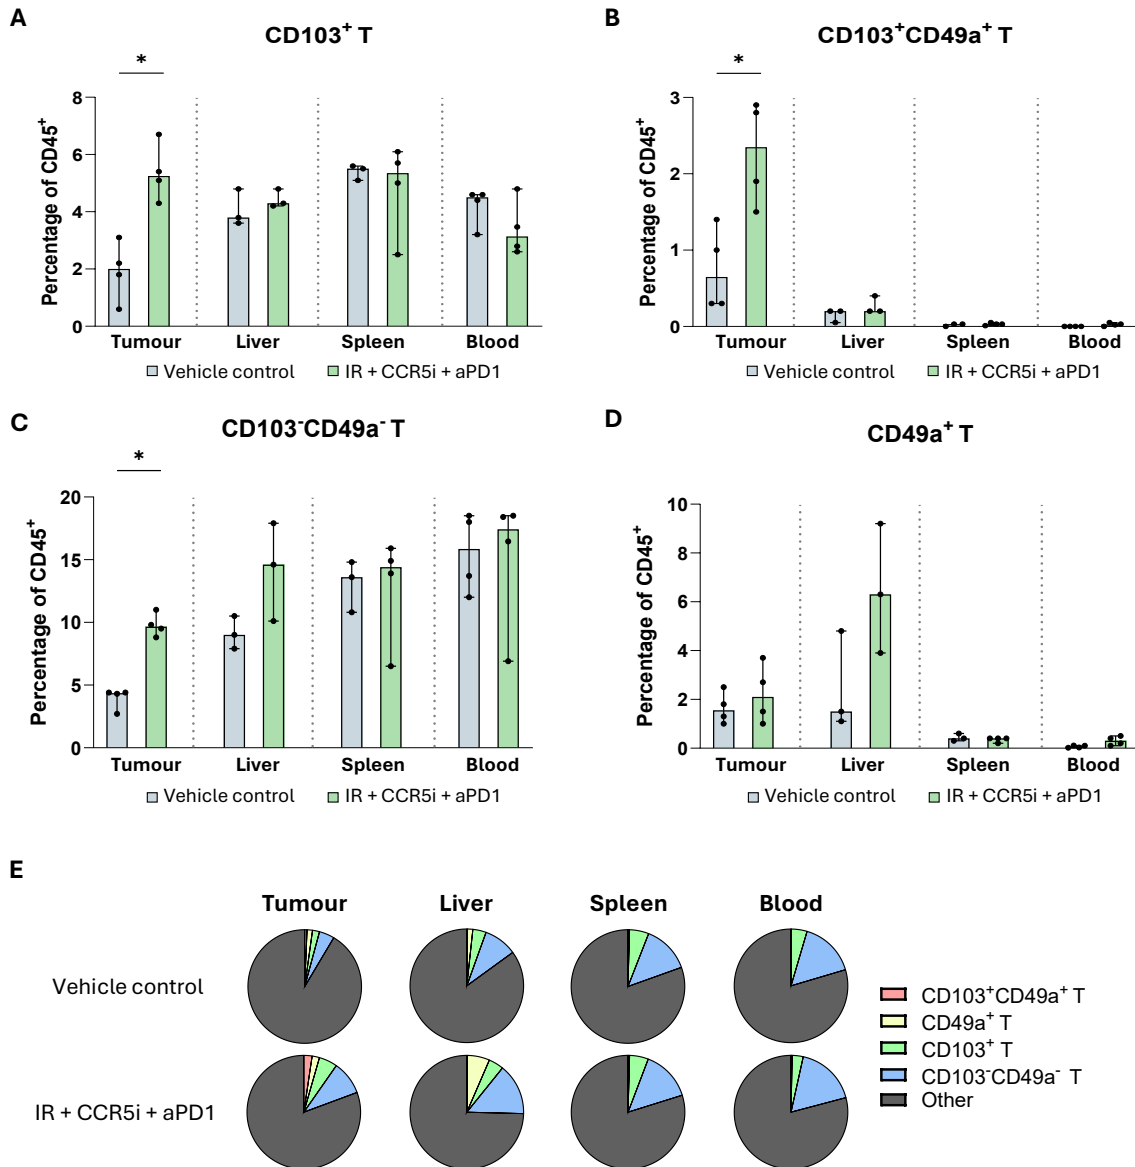 A
CD103⁺ T
*
Percentage of CD45⁺
8
6
4
2
0
Tumour Liver Spleen Blood
Vehicle control IR + CCR5i + aPD1
B
CD103⁺CD49a⁺ T
*
Percentage of CD45⁺
3
2
1
0
Tumour Liver Spleen Blood
Vehicle control IR + CCR5i + aPD1
C
CD103⁻CD49a⁻ T
*
Percentage of CD45⁺
20
15
10
5
0
Tumour Liver Spleen Blood
Vehicle control IR + CCR5i + aPD1
D
CD49a⁺ T
Percentage of CD45⁺
10
8
6
4
2
0
Tumour Liver Spleen Blood
Vehicle control IR + CCR5i + aPD1
E
Tumour Liver Spleen Blood
Vehicle control
IR + CCR5i + aPD1
CD103⁺CD49a⁺ T
CD49a⁺ T
CD103⁺ T
CD103⁻CD49a⁻ T
Other